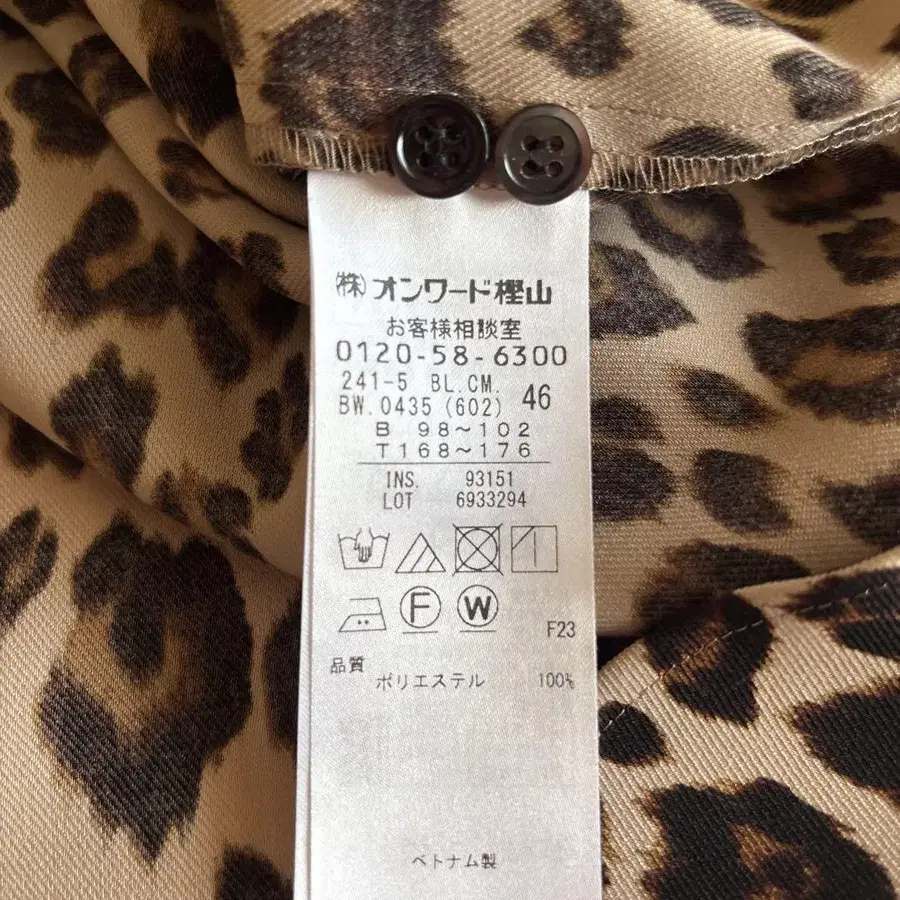 (株)オンワード樫山
お客様相談室
0120-58-6300
241-5 BL.CM. 46
BW.0435 (602)
B 98～102
T168～176
INS. 93151
LOT 6933294
F W
F23
品質
ポリエステル 100%
ベトナム製